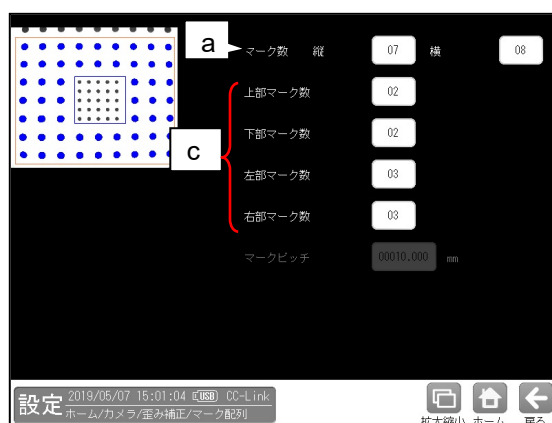 a
マーク数 縦 07 横 08
c
上部マーク数 02
下部マーク数 02
左部マーク数 03
右部マーク数 03
マークピッチ 00010.000 mm
設定 2019/05/07 15:01:04 USB CC-Link
ホーム/カメラ/歪み補正/マーク配列
拡大縮小 ホーム 戻る